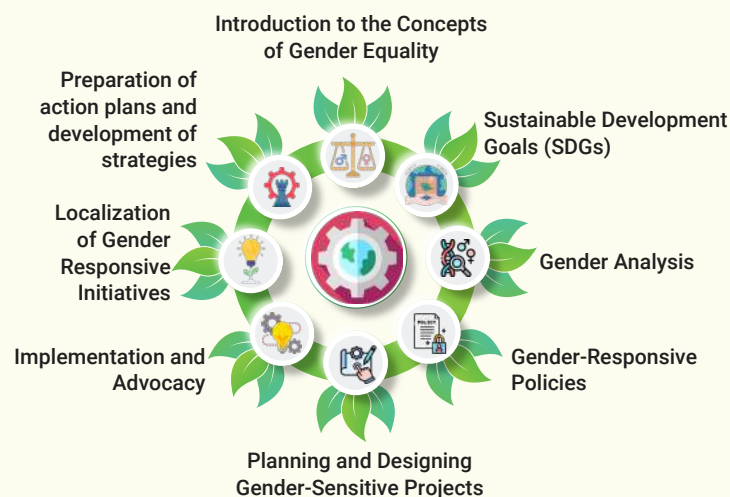 Introduction to the Concepts
of Gender Equality
Sustainable Development
Goals (SDGs)
Gender Analysis
POLICY
Gender-Responsive
Policies
Planning and Designing
Gender-Sensitive Projects
Implementation and
Advocacy
Localization
of Gender
Responsive
Initiatives
Preparation of
action plans and
development of
strategies